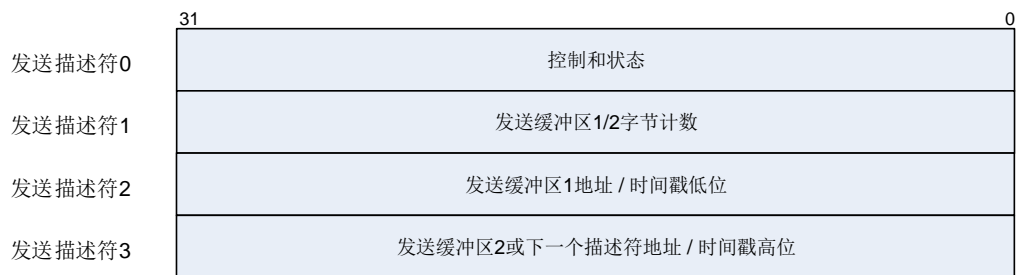 31 0
发送描述符0 控制和状态
发送描述符1 发送缓冲区1/2字节计数
发送描述符2 发送缓冲区1地址 / 时间戳低位
发送描述符3 发送缓冲区2或下一个描述符地址 / 时间戳高位